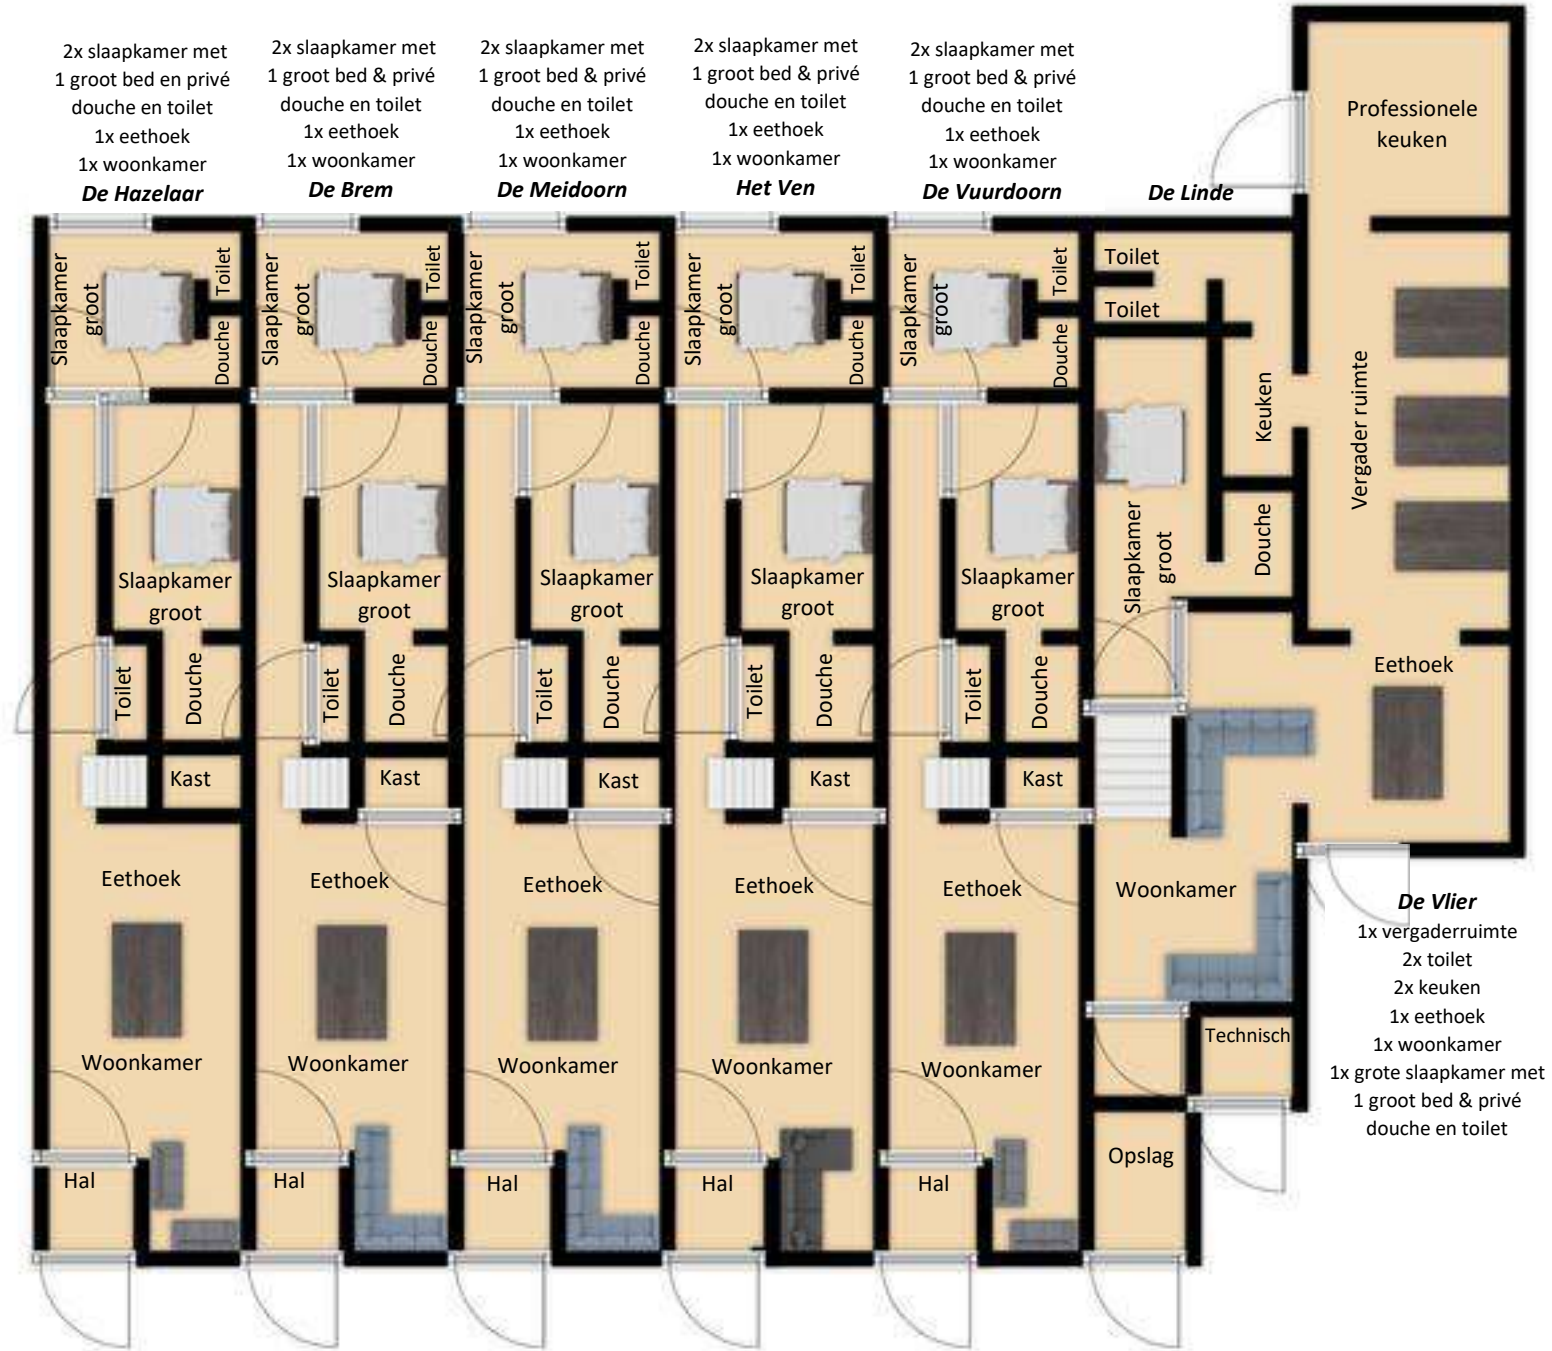 2x slaapkamer met
1 groot bed en privé
douche en toilet
1x eethoek
1x woonkamer
De Hazelaar
2x slaapkamer met
1 groot bed & privé
douche en toilet
1x eethoek
1x woonkamer
De Brem
2x slaapkamer met
1 groot bed & privé
douche en toilet
1x eethoek
1x woonkamer
De Meidoorn
2x slaapkamer met
1 groot bed & privé
douche en toilet
1x eethoek
1x woonkamer
Het Ven
2x slaapkamer met
1 groot bed & privé
douche en toilet
1x eethoek
1x woonkamer
De Vuurdoorn
De Linde
Professionele
keuken
Slaapkamer
groot
Toilet
Douche
Slaapkamer
groot
Toilet
Douche
Kast
Eethoek
Woonkamer
Hal
Slaapkamer
groot
Toilet
Douche
Slaapkamer
groot
Toilet
Douche
Kast
Eethoek
Woonkamer
Hal
Slaapkamer
groot
Toilet
Douche
Slaapkamer
groot
Toilet
Douche
Kast
Eethoek
Woonkamer
Hal
Slaapkamer
groot
Toilet
Douche
Slaapkamer
groot
Toilet
Douche
Kast
Eethoek
Woonkamer
Hal
Slaapkamer
groot
Toilet
Douche
Slaapkamer
groot
Toilet
Douche
Kast
Eethoek
Woonkamer
Hal
Toilet
Toilet
Keuken
Slaapkamer
groot
Douche
Woonkamer
Technisch
Opslag
Vergader ruimte
Eethoek
De Vlier
1x vergaderruimte
2x toilet
2x keuken
1x eethoek
1x woonkamer
1x grote slaapkamer met
1 groot bed & privé
douche en toilet